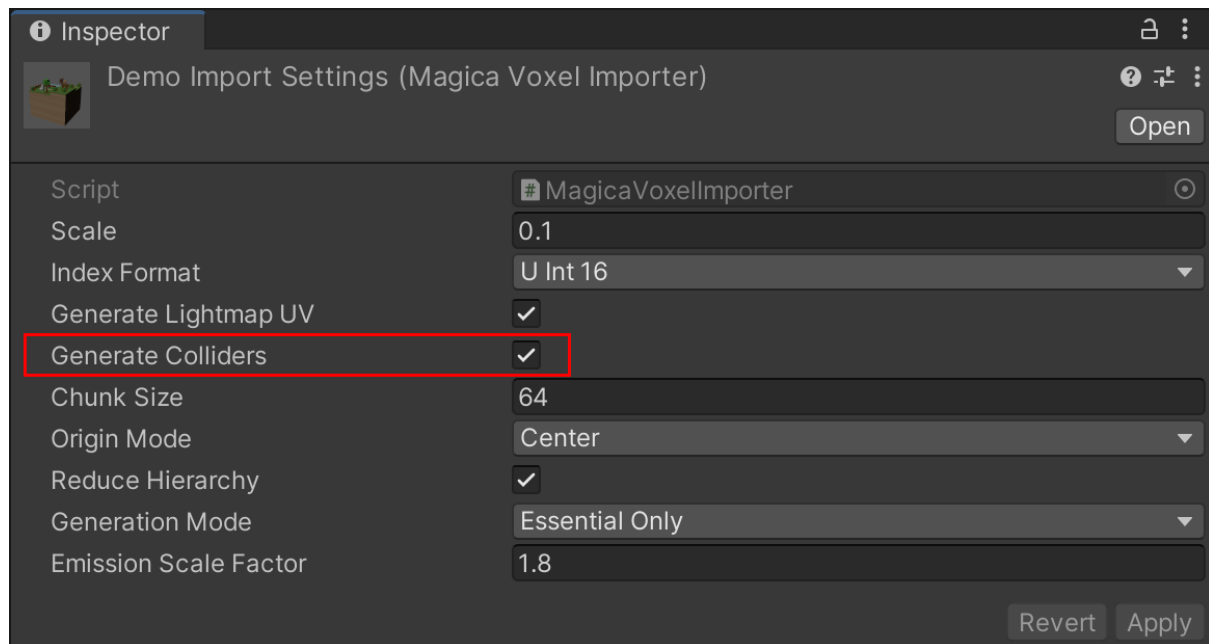 Inspector
Demo Import Settings (Magica Voxel Importer)
Open
Script MagicaVoxelImporter
Scale 0.1
Index Format U Int 16
Generate Lightmap UV
Generate Colliders
Chunk Size 64
Origin Mode Center
Reduce Hierarchy
Generation Mode Essential Only
Emission Scale Factor 1.8
Revert Apply